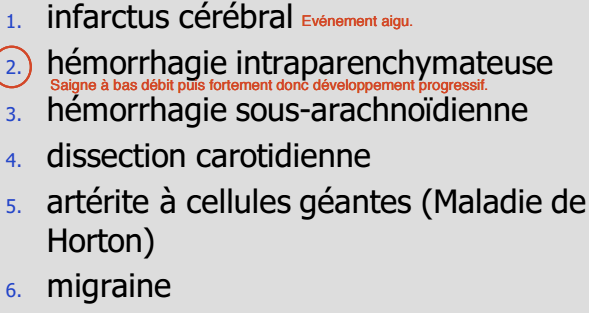 1. infarctus cérébral Evénement aigu.
2. hémorrhagie intraparenchymateuse
Saigne à bas débit puis fortement donc développement progressif.
3. hémorrhagie sous-arachnoïdienne
4. dissection carotidienne
5. artérite à cellules géantes (Maladie de
Horton)
6. migraine